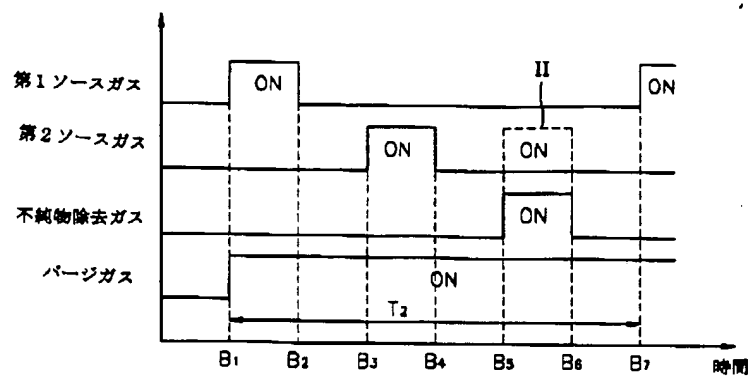 第1ソースガス
ON
ON
II
第2ソースガス
ON
ON
不純物除去ガス
ON
パージガス
ON
T2
B1 B2 B3 B4 B5 B6 B7 時間